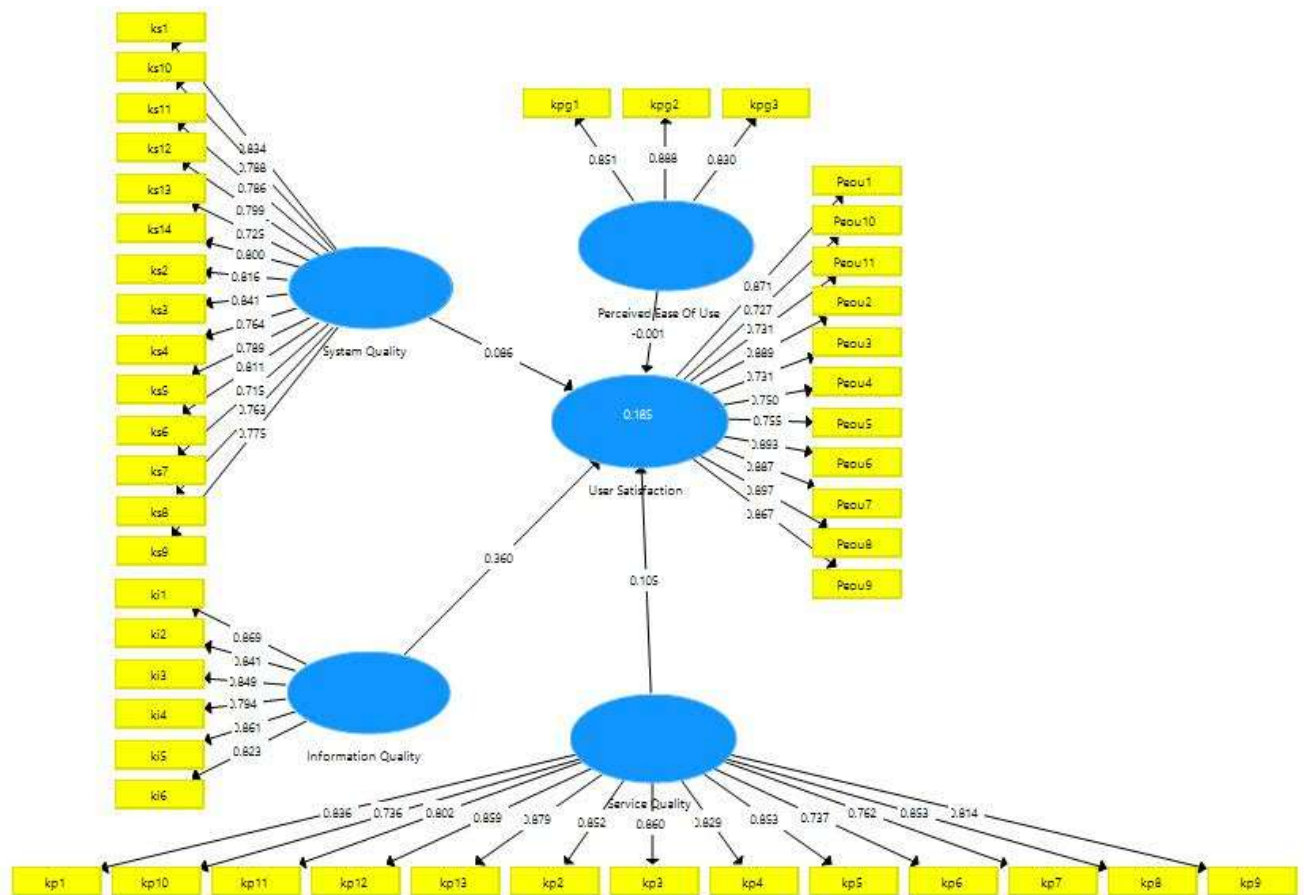 ks1
ks10
ks11
ks12
ks13
ks14
ks2
ks3
ks4
ks5
ks6
ks7
ks8
ks9
0.834
0.788
0.786
0.799
0.725
0.800
0.816
0.841
0.764
0.789
0.811
0.715
0.763
0.775
System Quality
0.086
kpg1
kpg2
kpg3
0.851
0.888
0.830
Perceived Ease Of Use
-0.001
0.185
User Satisfaction
0.871
0.727
0.731
0.889
0.731
0.750
0.755
0.893
0.887
0.897
0.867
Peou1
Peou10
Peou11
Peou2
Peou3
Peou4
Peou5
Peou6
Peou7
Peou8
Peou9
ki1
ki2
ki3
ki4
ki5
ki6
0.869
0.841
0.849
0.794
0.861
0.823
Information Quality
0.360
0.105
Service Quality
0.836
0.736
0.802
0.859
0.879
0.852
0.860
0.829
0.853
0.737
0.762
0.853
0.814
kp1
kp10
kp11
kp12
kp13
kp2
kp3
kp4
kp5
kp6
kp7
kp8
kp9